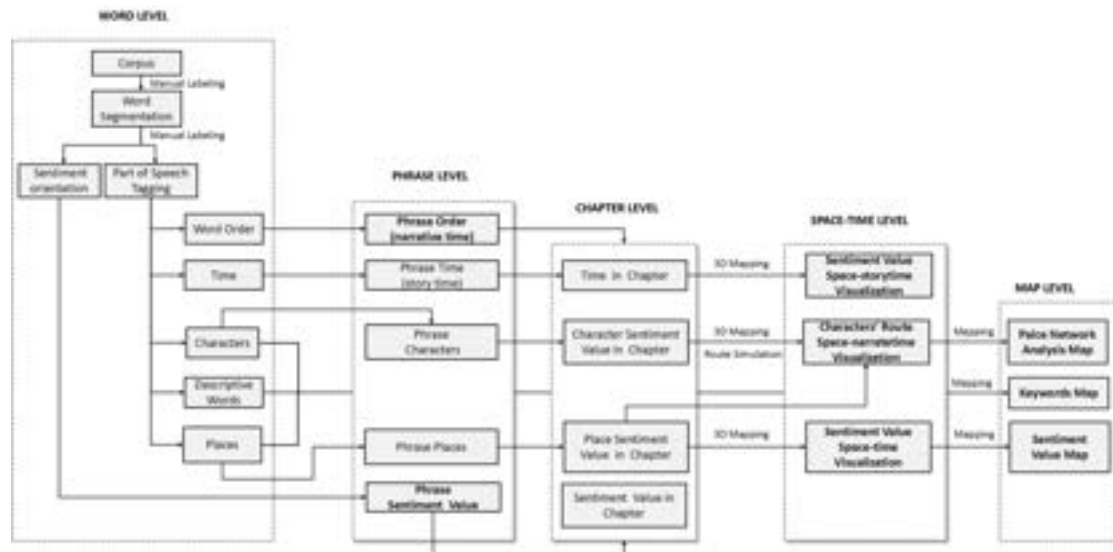 WORD LEVEL
Corpus
Manual Labeling
Word
Segmentation
Manual Labeling
Sentiment
orientation
Part of Speech
Tagging
Word Order
Time
Characters
Descriptive
Words
Places
PHRASE LEVEL
Phrase Order
(narrative time)
Phrase Time
(story time)
Phrase
Characters
Phrase Places
Phrase
Sentiment Value
CHAPTER LEVEL
Time in Chapter
Character Sentiment
Value in Chapter
Place Sentiment
Value in Chapter
Sentiment Value in
Chapter
3D Mapping
3D Mapping
Route Simulation
3D Mapping
SPACE-TIME LEVEL
Sentiment Value
Space-storytime
Visualization
Characters' Route
Space-narratetime
Visualization
Sentiment Value
Space-time
Visualization
Mapping
Mapping
Mapping
MAP LEVEL
Palce Network
Analysis Map
Keywords Map
Sentiment
Value Map